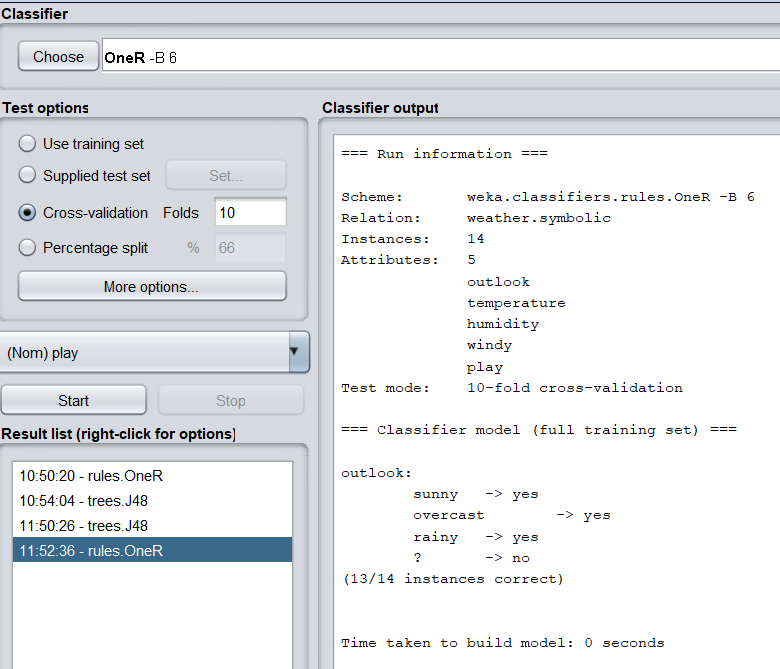 Classifier
Choose OneR -B 6
Test options
Use training set
Supplied test set Set...
Cross-validation Folds 10
Percentage split % 66
More options...
(Nom) play
Start Stop
Result list (right-click for options)
10:50:20 - rules.OneR
10:54:04 - trees.J48
11:50:26 - trees.J48
11:52:36 - rules.OneR
Classifier output
=== Run information ===
Scheme: weka.classifiers.rules.OneR -B 6
Relation: weather.symbolic
Instances: 14
Attributes: 5
outlook
temperature
humidity
windy
play
Test mode: 10-fold cross-validation
=== Classifier model (full training set) ===
outlook:
sunny -> yes
overcast -> yes
rainy -> yes
? -> no
(13/14 instances correct)
Time taken to build model: 0 seconds